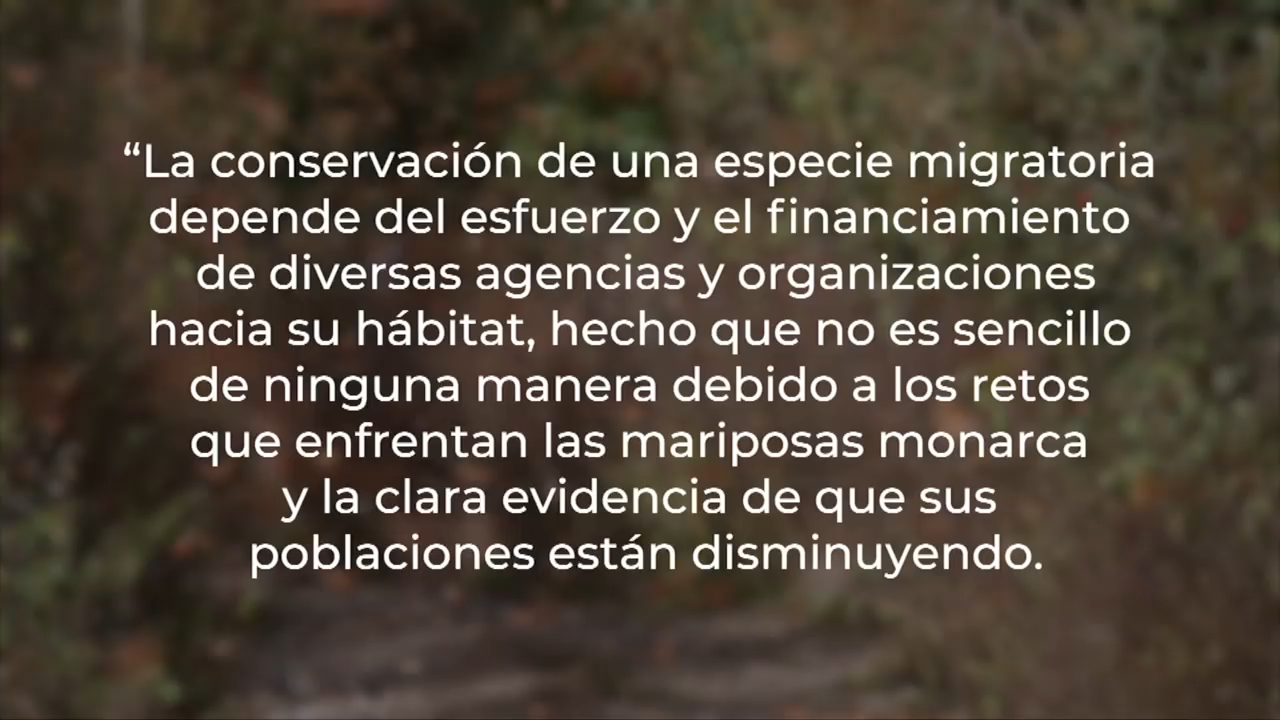 “La conservación de una especie migratoria
depende del esfuerzo y el financiamiento
de diversas agencias y organizaciones
hacia su hábitat, hecho que no es sencillo
de ninguna manera debido a los retos
que enfrentan las mariposas monarca
y la clara evidencia de que sus
poblaciones están disminuyendo.